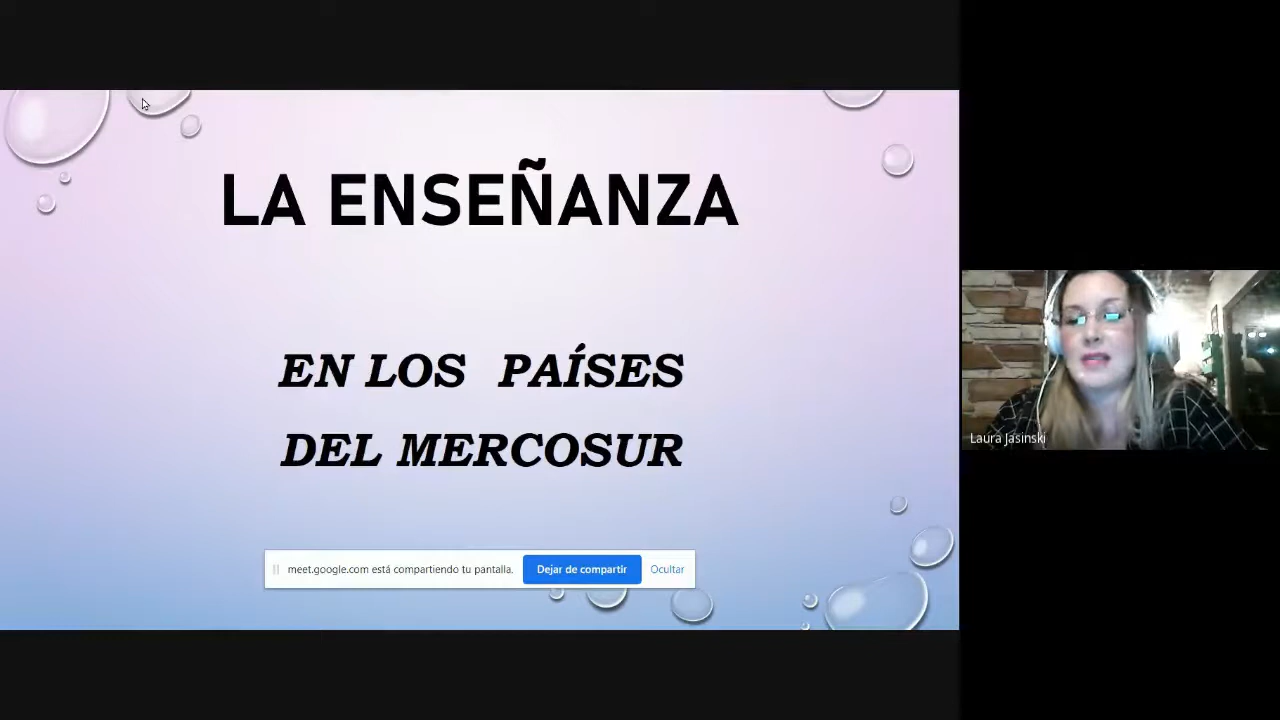 LA ENSEÑANZA
EN LOS PAÍSES
DEL MERCOSUR
meet.google.com está compartiendo tu pantalla. Dejar de compartir Ocultar
Laura Jasinski